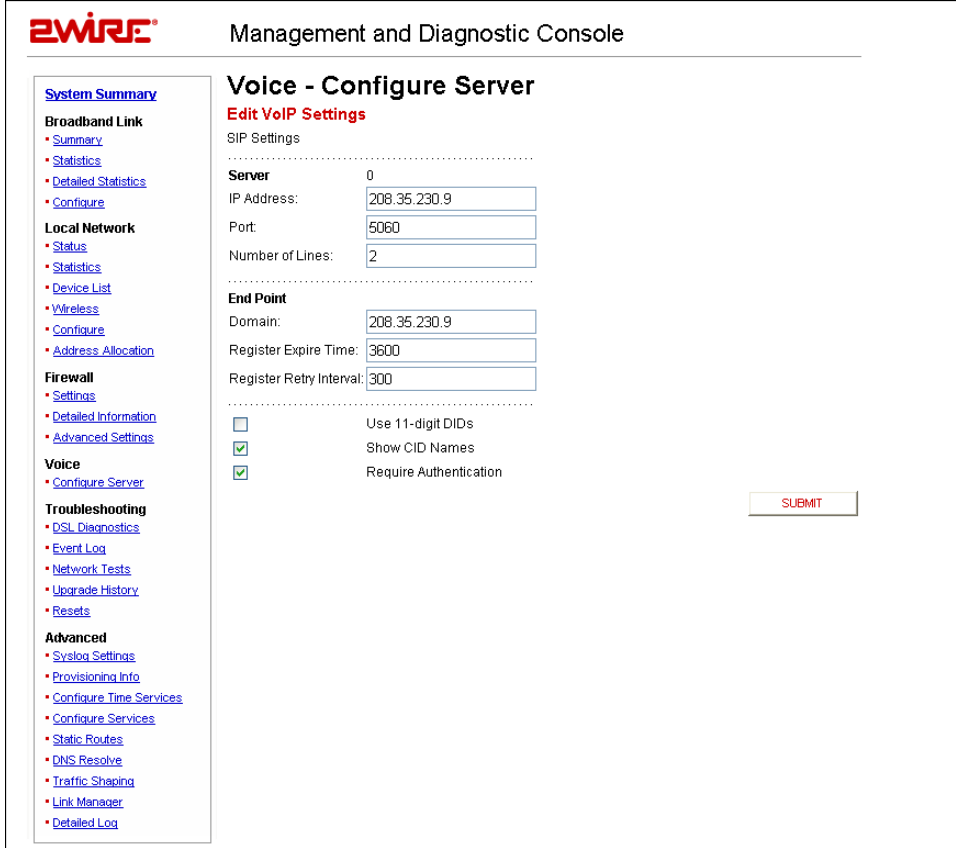 2WIRE®
Management and Diagnostic Console
System Summary
Broadband Link
Summary
Statistics
Detailed Statistics
Configure
Local Network
Status
Statistics
Device List
Wireless
Configure
Address Allocation
Firewall
Settings
Detailed Information
Advanced Settings
Voice
Configure Server
Troubleshooting
DSL Diagnostics
Event Log
Network Tests
Upgrade History
Resets
Advanced
Syslog Settings
Provisioning Info
Configure Time Services
Configure Services
Static Routes
DNS Resolve
Traffic Shaping
Link Manager
Detailed Log
Voice - Configure Server
Edit VoIP Settings
SIP Settings
Server 0
IP Address: 208.35.230.9
Port: 5060
Number of Lines: 2
End Point
Domain: 208.35.230.9
Register Expire Time: 3600
Register Retry Interval: 300
Use 11-digit DIDs
Show CID Names
Require Authentication
SUBMIT